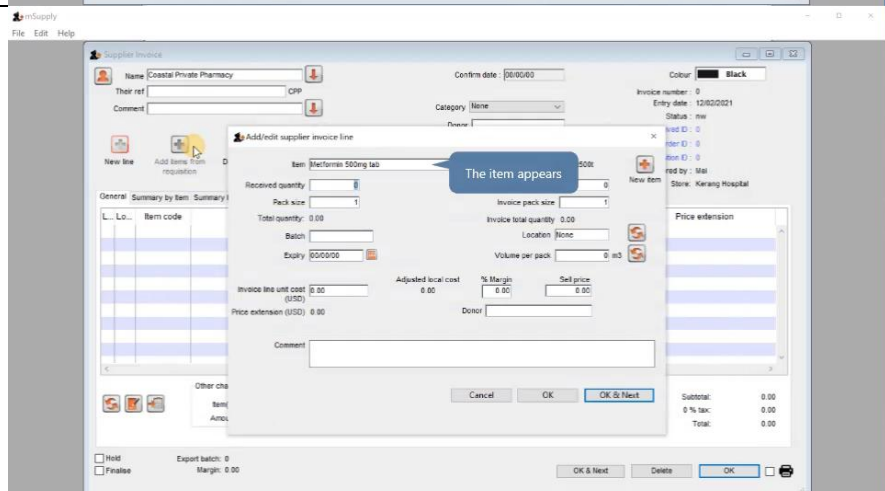 mSupply
File Edit Help
Supplier Invoice
Name Coastal Private Pharmacy
Confirm date : 00/00/00
Colour Black
Their ref CPP
Invoice number : 0
Comment
Category None
Entry date : 12/02/2021
Status : nw
Add/edit supplier invoice line
New line
Add items from
requisition
Item Metformin 500mg tab
The item appears
500t
New item
Received quantity 0
0
Store: Kerang Hospital
Pack size 1
Invoice pack size 1
General Summary by Item
Total quantity: 0.00
Invoice total quantity 0.00
L... Lo... Item code
Price extension
Batch
Location None
Expiry 00/00/00
Volume per pack 0 m3
Adjusted local cost
% Margin
Sell price
Invoice line unit cost
(USD)
0.00
0.00
0.00
0.00
Price extension (USD) 0.00
Donor
Comment
Other cha
Cancel
OK
OK & Next
Subtotal: 0.00
0 % tax: 0.00
Total: 0.00
Hold
Export batch: 0
Finalise
Margin: 0.00
OK & Next
Delete
OK